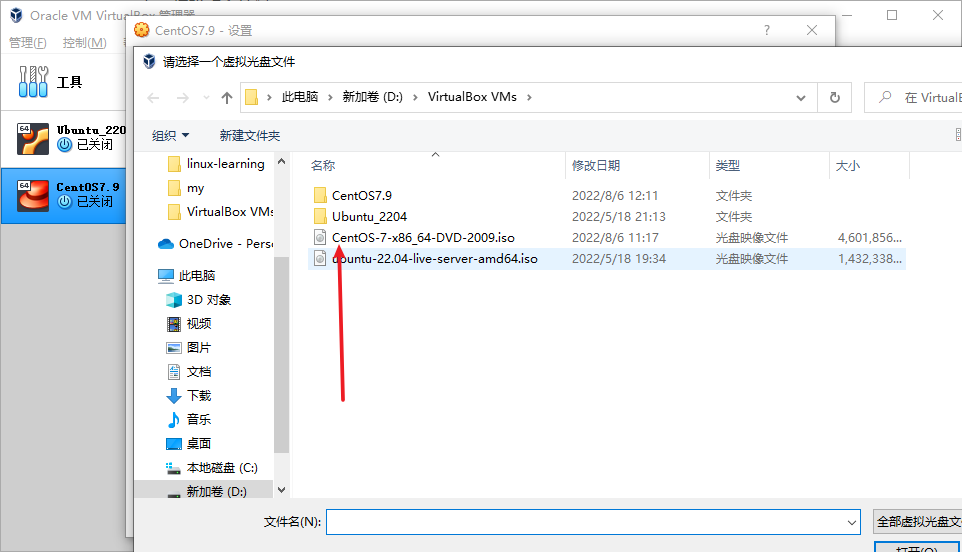 Oracle VM VirtualBox 管理器
管理(F) 控制(M)
工具
Ubuntu_220
已关闭
CentOS7.9
已关闭
CentOS7.9 - 设置
请选择一个虚拟光盘文件
此电脑 新加卷 (D:) VirtualBox VMs
在 Virtual
组织 新建文件夹
linux-learning
my
VirtualBox VMs
OneDrive - Pers
此电脑
3D 对象
视频
图片
文档
下载
音乐
桌面
本地磁盘 (C:)
新加卷 (D:)
名称 修改日期 类型 大小
CentOS7.9 2022/8/6 12:11 文件夹
Ubuntu_2204 2022/5/18 21:13 文件夹
CentOS-7-x86_64-DVD-2009.iso 2022/8/6 11:17 光盘映像文件 4,601,856...
ubuntu-22.04-live-server-amd64.iso 2022/5/18 19:34 光盘映像文件 1,432,338...
文件名(N):
全部虚拟光盘文
打开(O)